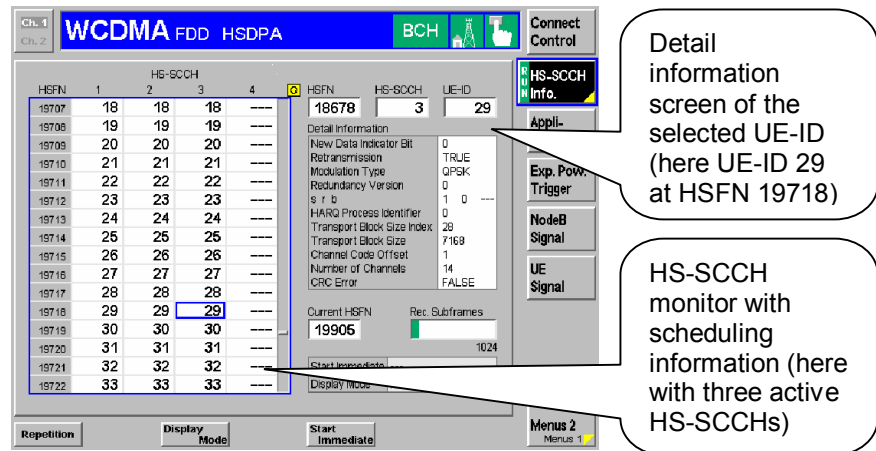 Ch. 1
Ch. 2
WCDMA FDD HSDPA
BCH
Connect Control
HS-SCCH
HSFN 1 2 3 4
19707 18 18 18 ---
19708 19 19 19 ---
19709 20 20 20 ---
19710 21 21 21 ---
19711 22 22 22 ---
19712 23 23 23 ---
19713 24 24 24 ---
19714 25 25 25 ---
19715 26 26 26 ---
19716 27 27 27 ---
19717 28 28 28 ---
19718 29 29 29 ---
19719 30 30 30 ---
19720 31 31 31 ---
19721 32 32 32 ---
19722 33 33 33 ---
HSFN HS-SCCH UE-ID
18678 3 29
Detail Information
New Data Indicator Bit 0
Retransmission TRUE
Modulation Type QPSK
Redundancy Version 0
s r b 1 0 ---
HARQ Process Identifier 0
Transport Block Size Index 28
Transport Block Size 7168
Channel Code Offset 1
Number of Channels 14
CRC Error FALSE
Current HSFN Rec. Subframes
19905
1024
Start Immediate ---
Display Mode
RUN
HS-SCCH
Info.
Appli-
Exp. Pow.
Trigger
NodeB
Signal
UE
Signal
Menus 2
Menus 1
Repetition
Display
Mode
Start
Immediate
Detail
information
screen of the
selected UE-ID
(here UE-ID 29
at HSFN 19718)
HS-SCCH
monitor with
scheduling
information (here
with three active
HS-SCCHs)